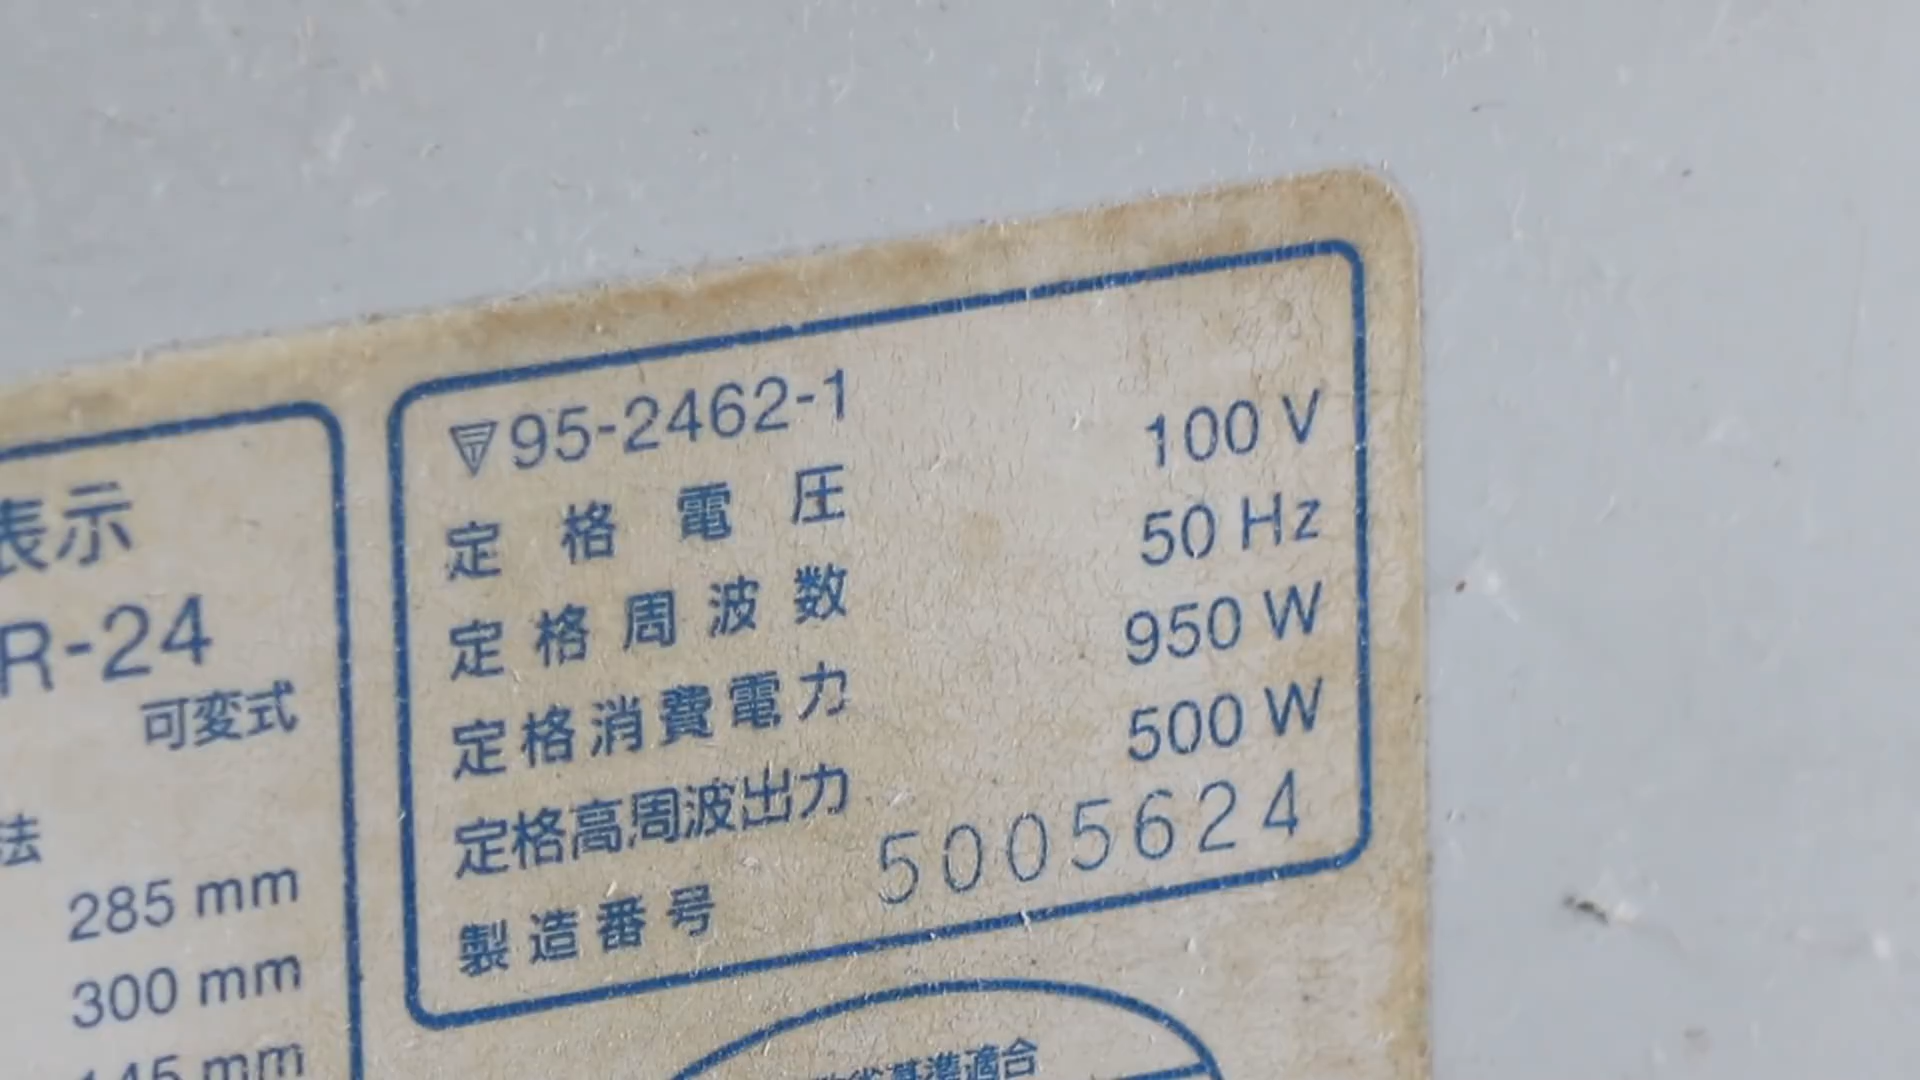 表示
R-24
可変式
法
285 mm
300 mm
145 mm
95-2462-1
定格電圧 100 V
定格周波数 50 Hz
定格消費電力 950 W
定格高周波出力 500 W
製造番号 5005624
基準適合